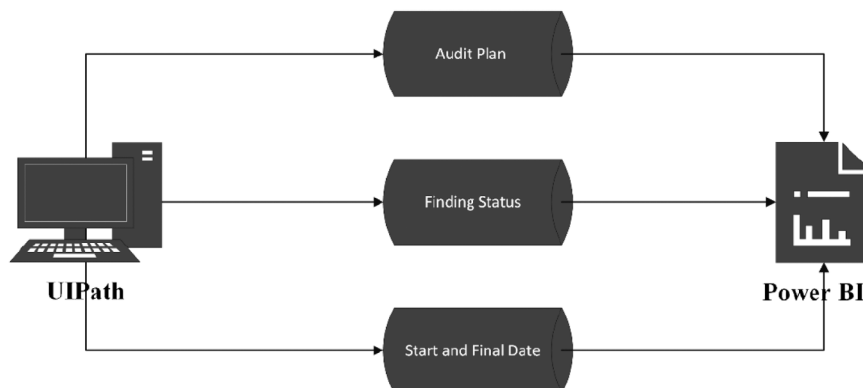 Audit Plan
Finding Status
UIPath
Power BI
Start and Final Date